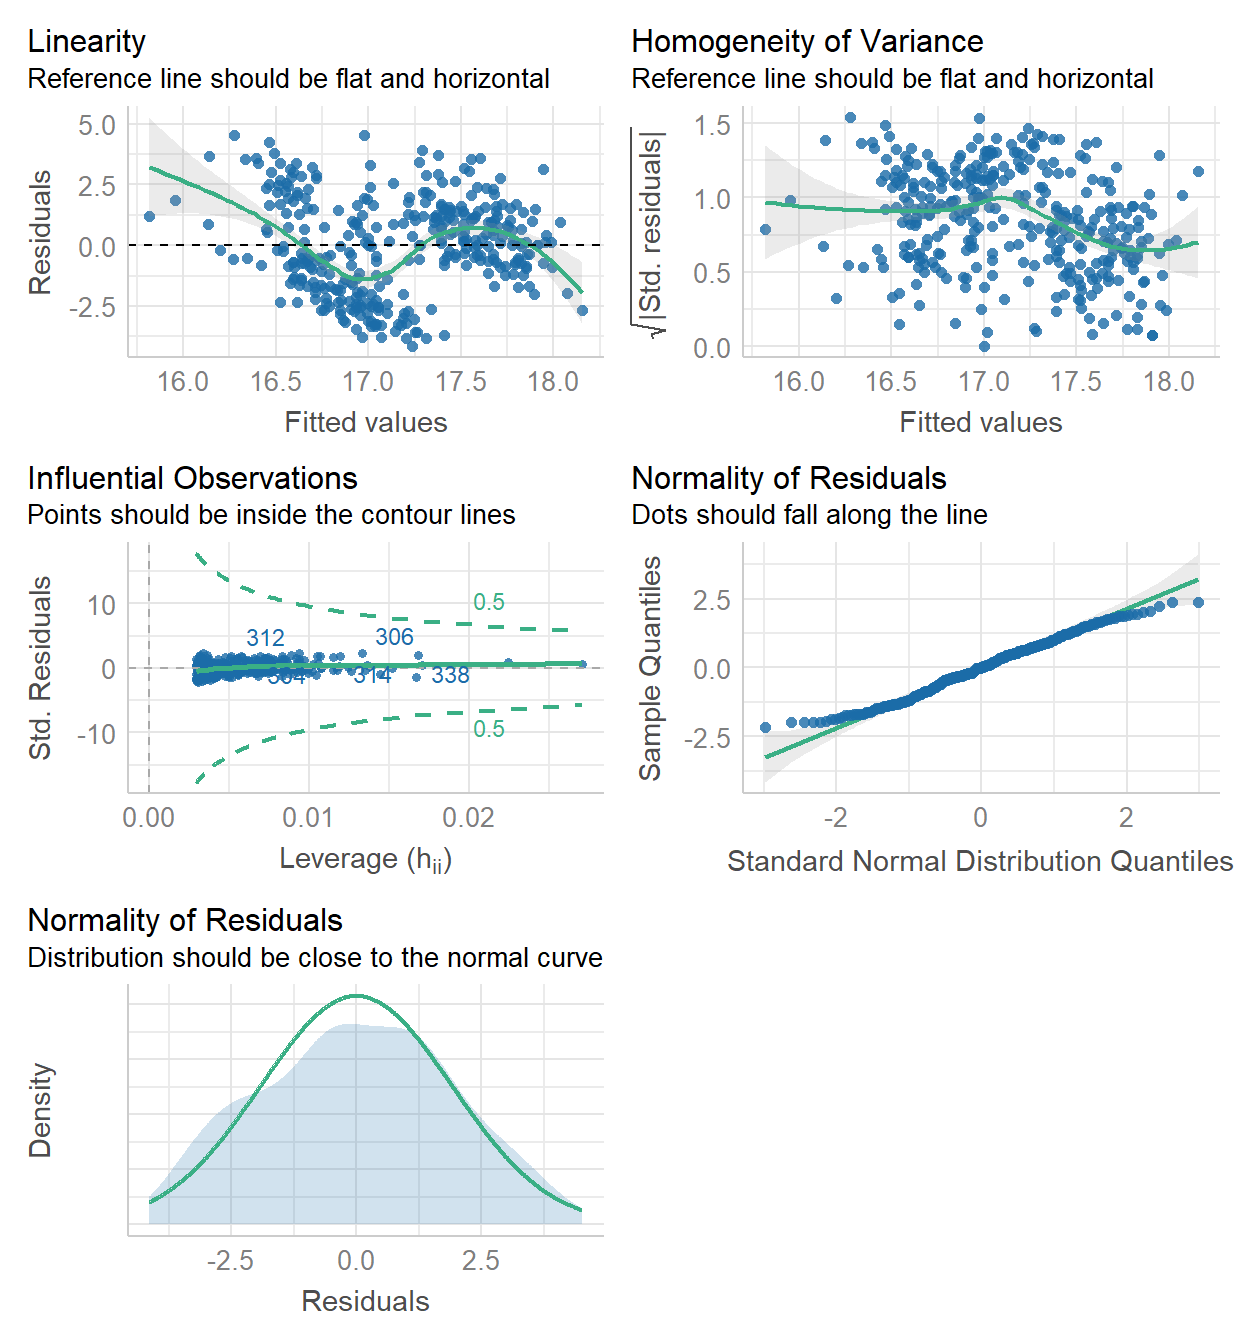 Linearity
Reference line should be flat and horizontal
5.0
2.5
0.0
-2.5
Residuals
16.0 16.5 17.0 17.5 18.0
Fitted values
Homogeneity of Variance
Reference line should be flat and horizontal
1.5
1.0
0.5
0.0
√|Std. residuals|
16.0 16.5 17.0 17.5 18.0
Fitted values
Influential Observations
Points should be inside the contour lines
10
0
-10
Std. Residuals
0.5
312 306
314 338
0.5
0.00 0.01 0.02
Leverage (hii)
Normality of Residuals
Dots should fall along the line
2.5
0.0
-2.5
Sample Quantiles
-2 0 2
Standard Normal Distribution Quantiles
Normality of Residuals
Distribution should be close to the normal curve
Density
-2.5 0.0 2.5
Residuals